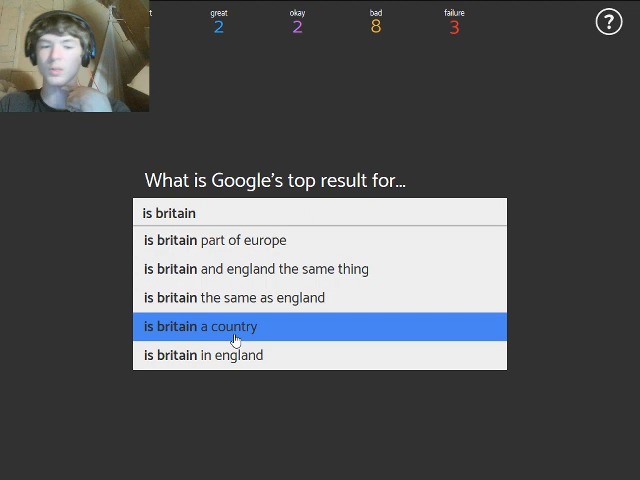 t great okay bad failure
2 2 8 3
?
What is Google's top result for...
is britain
is britain part of europe
is britain and england the same thing
is britain the same as england
is britain a country
is britain in england